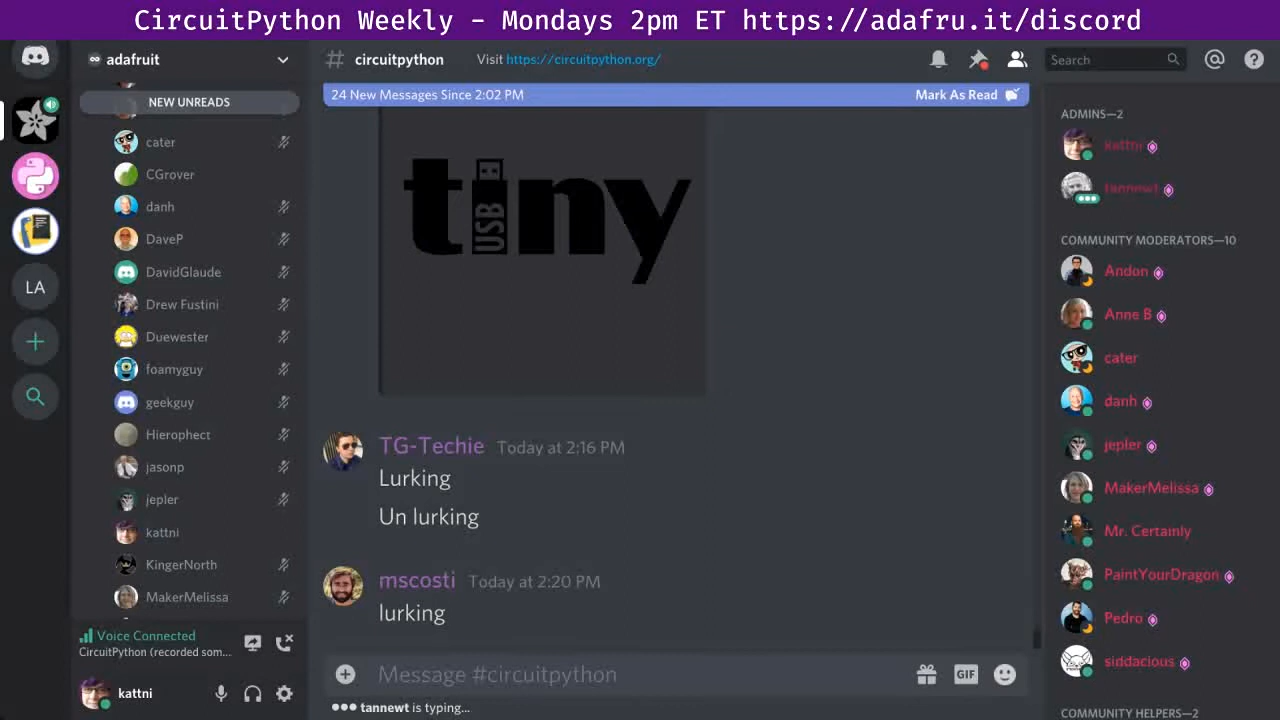 CircuitPython Weekly – Mondays 2pm ET https://adafru.it/discord
adafruit
NEW UNREADS
cater
CGrover
danh
DaveP
DavidGlaude
Drew Fustini
Duewester
foamyguy
geekguy
Hierophect
jasonp
jepler
kattni
KingerNorth
MakerMelissa
Voice Connected
CircuitPython (recorded som...
kattni
LA
# circuitpython
Visit https://circuitpython.org/
Search
24 New Messages Since 2:02 PM
Mark As Read
tiny
USB
TG-Techie Today at 2:16 PM
Lurking
Un lurking
mscosti Today at 2:20 PM
lurking
Message #circuitpython
GIF
tannewt is typing...
ADMINS—2
kattni
tannewt
COMMUNITY MODERATORS—10
Andon
Anne B
cater
danh
jepler
MakerMelissa
Mr. Certainly
PaintYourDragon
Pedro
siddacious
COMMUNITY HELPERS—2